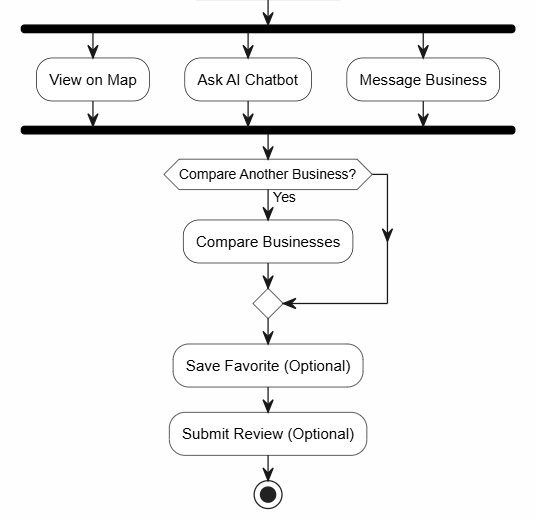 View on Map
Ask AI Chatbot
Message Business
Compare Another Business?
Yes
Compare Businesses
Save Favorite (Optional)
Submit Review (Optional)